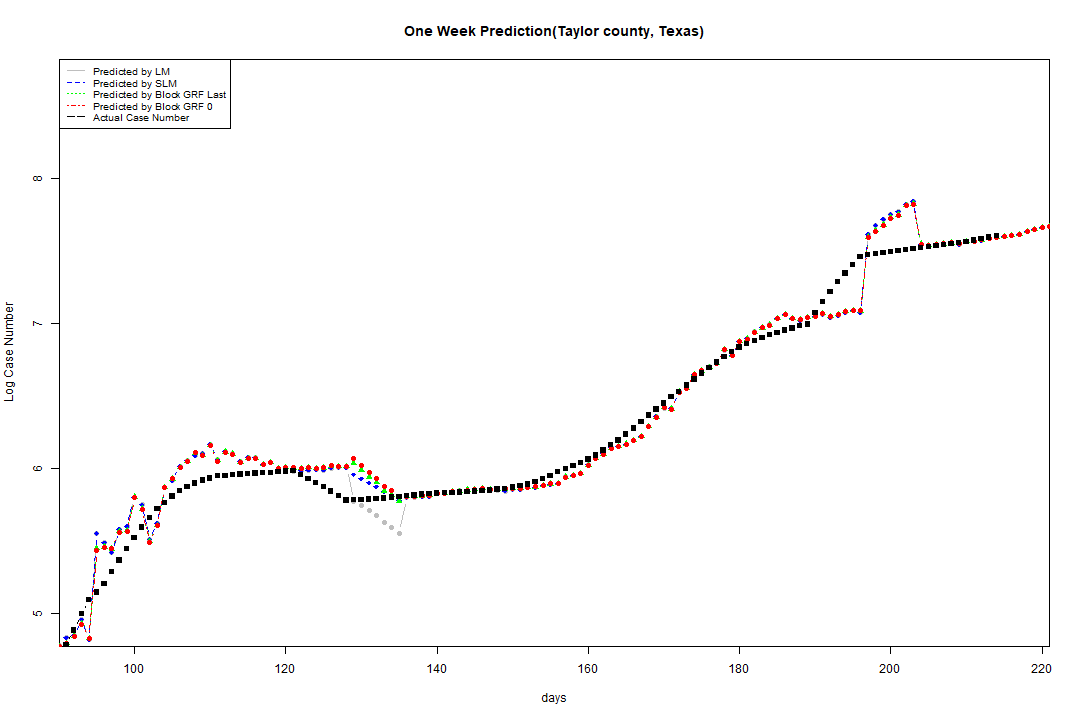 One Week Prediction(Taylor county, Texas)
Predicted by LM
Predicted by SLM
Predicted by Block GRF Last
Predicted by Block GRF 0
Actual Case Number
8
7
6
5
Log Case Number
100 120 140 160 180 200 220
days